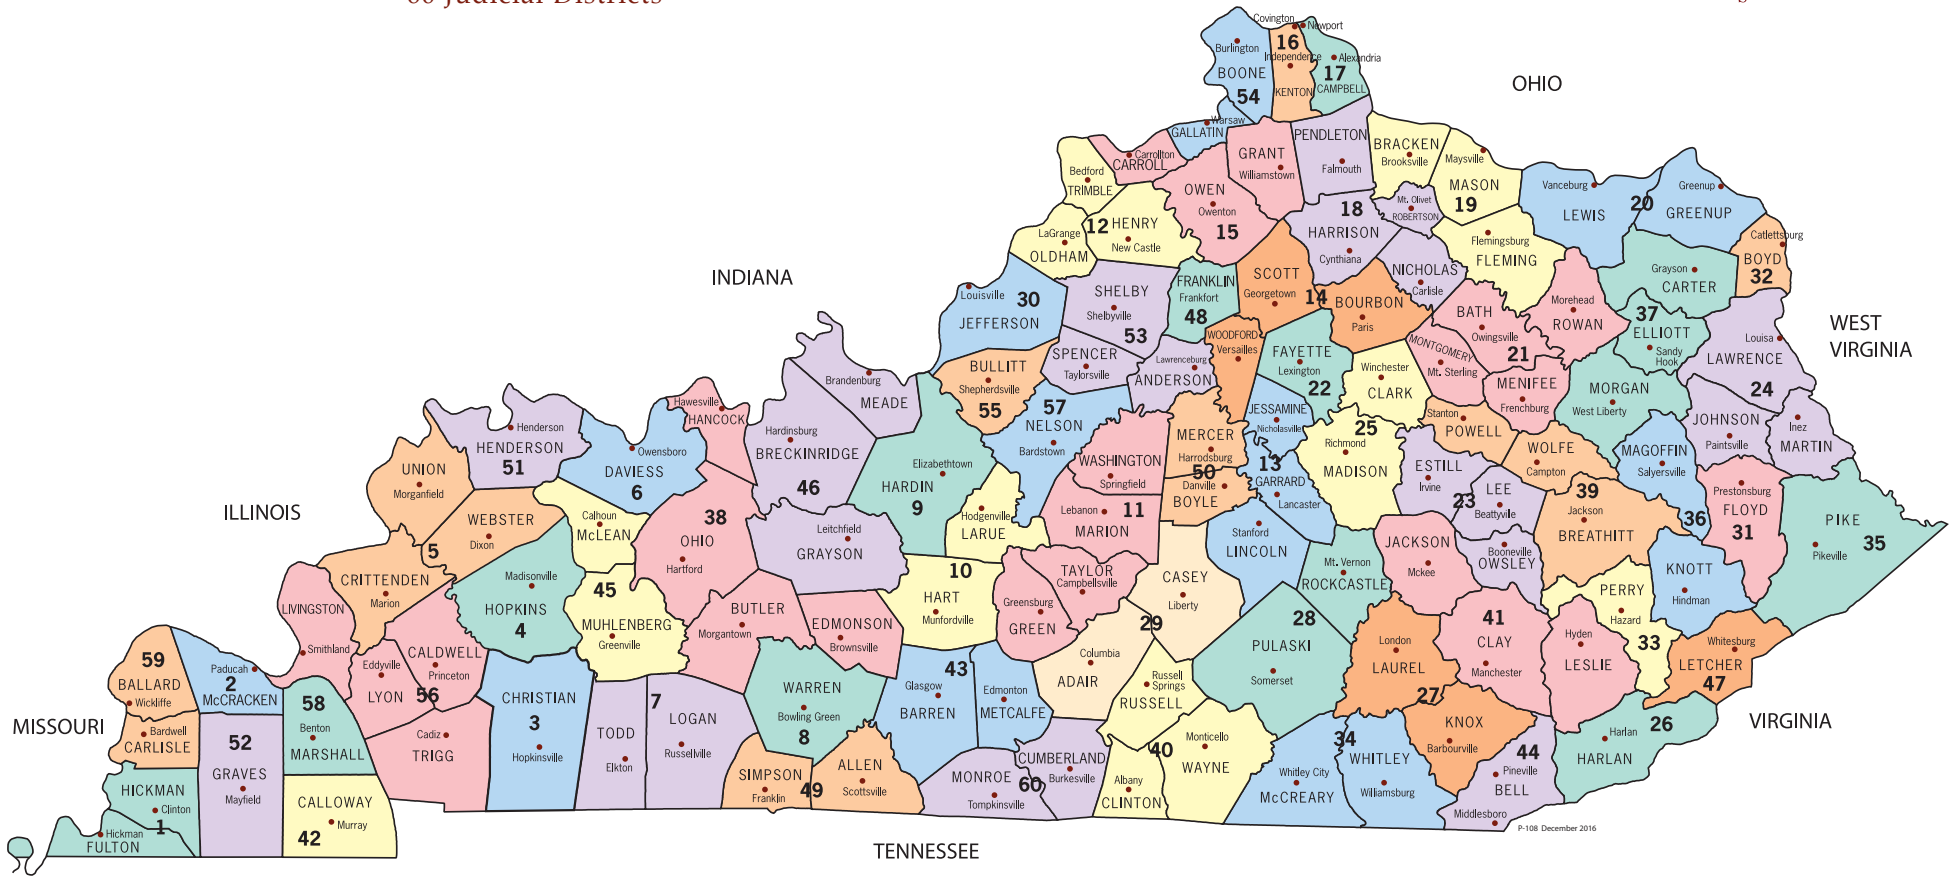 60 Judicial Districts
Covington
Newport
16
Burlington
Independence
Alexandria
OHIO
BOONE
17
KENTON
CAMPBELL
54
Warsaw
GALLATIN
PENDLETON
Falmouth
BRACKEN
Brooksville
Maysville
GRANT
Williamstown
Carrollton
CARROLL
Bedford
TRIMBLE
OWEN
Owenton
15
MASON
19
Mt. Olivet
ROBERTSON
Vanceburg
LEWIS
20
Greenup
GREENUP
18
HARRISON
Cynthiana
12
HENRY
New Castle
LaGrange
OLDHAM
Flemingsburg
FLEMING
Catlettsburg
BOYD
32
INDIANA
Louisville
30
JEFFERSON
SHELBY
Shelbyville
53
FRANKLIN
Frankfort
48
SCOTT
Georgetown
14
BOURBON
Paris
NICHOLAS
Carlisle
Morehead
ROWAN
Grayson
CARTER
37
ELLIOTT
Sandy
Hook
BATH
Owingsville
21
WEST
VIRGINIA
Louisa
LAWRENCE
24
WOODFORD
Versailles
FAYETTE
Lexington
22
MONTGOMERY
Mt. Sterling
SPENCER
Taylorsville
Lawrenceburg
ANDERSON
BULLITT
Shepherdsville
55
Brandenburg
MEADE
Winchester
CLARK
MENIFEE
Frenchburg
MORGAN
West Liberty
57
NELSON
Bardstown
JESSAMINE
Nicholasville
Hawesville
HANCOCK
Stanton
POWELL
JOHNSON
Paintsville
Inez
MARTIN
Henderson
HENDERSON
51
Owensboro
DAVIESS
6
Hardinsburg
BRECKINRIDGE
46
MERCER
Harrodsburg
50
Danville
BOYLE
25
Richmond
MADISON
WOLFE
Campton
MAGOFFIN
Salyersville
UNION
Morganfield
Elizabethtown
HARDIN
9
WASHINGTON
Springfield
13
GARRARD
Lancaster
ESTILL
Irvine
23
LEE
Beattyville
39
Jackson
BREATHITT
Prestonsburg
FLOYD
31
36
PIKE
Pikeville
35
ILLINOIS
WEBSTER
Dixon
5
Calhoun
McLEAN
38
OHIO
Hartford
Leitchfield
GRAYSON
Hodgenville
LARUE
Lebanon
11
MARION
Stanford
LINCOLN
JACKSON
Mckee
Booneville
OWSLEY
CRITTENDEN
Marion
Madisonville
HOPKINS
4
45
MUHLENBERG
Greenville
10
HART
Munfordville
TAYLOR
Campbellsville
CASEY
Liberty
29
Mt. Vernon
ROCKCASTLE
KNOTT
Hindman
PERRY
Hazard
33
LIVINGSTON
Smithland
BUTLER
Morgantown
EDMONSON
Brownsville
Greensburg
GREEN
28
PULASKI
Somerset
London
LAUREL
27
41
CLAY
Manchester
Hyden
LESLIE
Whitesburg
LETCHER
47
59
BALLARD
Wickliffe
Paducah
2
McCRACKEN
Eddyville
LYON
CALDWELL
Princeton
56
Columbia
ADAIR
Russell
Springs
RUSSELL
43
Glasgow
BARREN
Edmonton
METCALFE
WARREN
Bowling Green
8
MISSOURI
Bardwell
CARLISLE
58
Benton
MARSHALL
CHRISTIAN
3
Hopkinsville
7
LOGAN
Russellville
TODD
Elkton
KNOX
Barbourville
26
Harlan
HARLAN
VIRGINIA
52
GRAVES
Mayfield
Cadiz
TRIGG
SIMPSON
Franklin
49
ALLEN
Scottsville
MONROE
Tompkinsville
60
CUMBERLAND
Burkesville
40
Monticello
WAYNE
Albany
CLINTON
34
WHITLEY
Williamsburg
Whitley City
McCREARY
44
Pineville
BELL
Middlesboro
HICKMAN
Clinton
1
Hickman
FULTON
CALLOWAY
Murray
42
P-108 December 2016
TENNESSEE